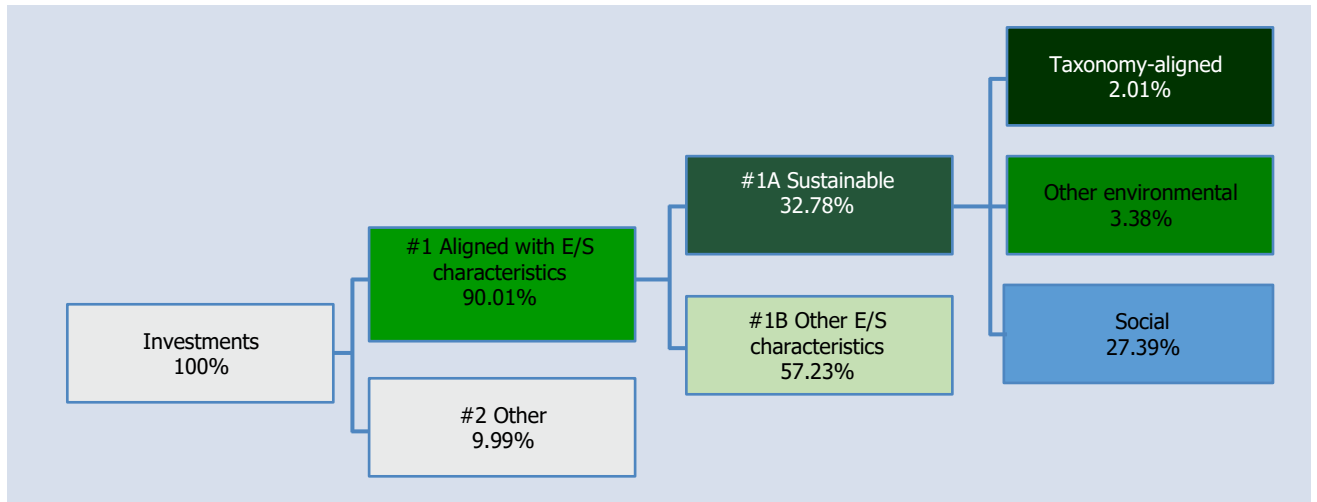 Investments
100%
#1 Aligned with E/S
characteristics
90.01%
#2 Other
9.99%
#1A Sustainable
32.78%
#1B Other E/S
characteristics
57.23%
Taxonomy-aligned
2.01%
Other environmental
3.38%
Social
27.39%